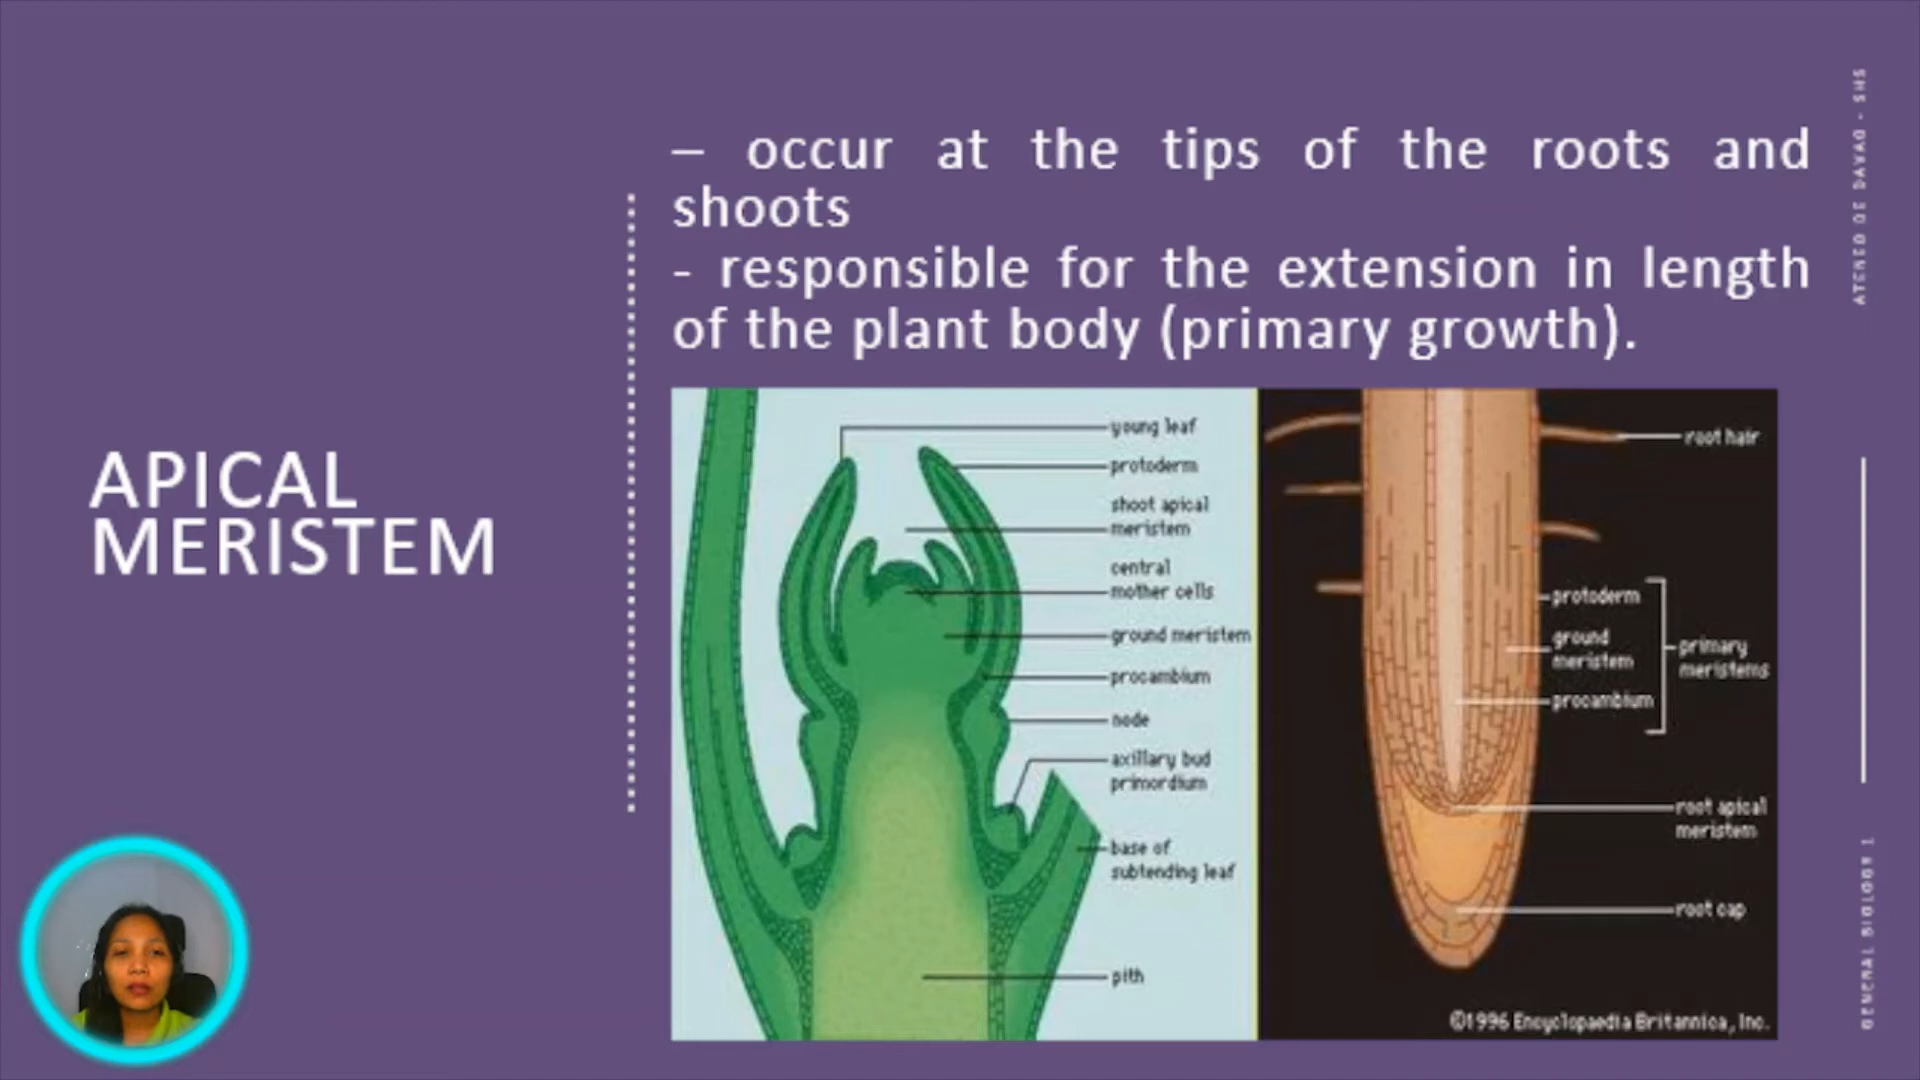 – occur at the tips of the roots and
shoots
- responsible for the extension in length
of the plant body (primary growth).
APICAL
MERISTEM
young leaf
protoderm
shoot apical
meristem
central
mother cells
ground meristem
procambium
node
axillary bud
primordium
base of
subtending leaf
pith
root hair
protoderm
ground
meristem
procambium
primary
meristems
root apical
meristem
root cap
©1996 Encyclopaedia Britannica, Inc.
ATENEO DE DAVAO - SHS
GENERAL BIOLOGY 1